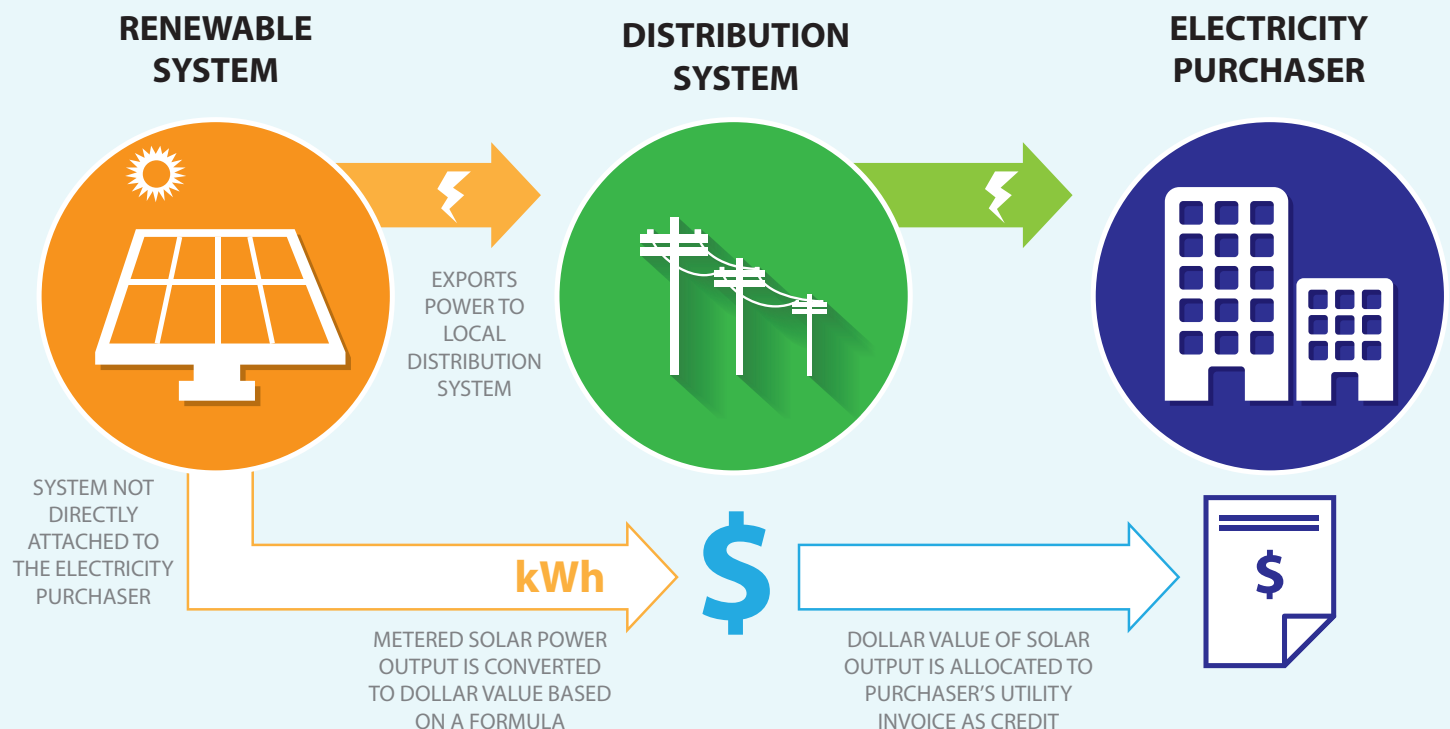 RENEWABLE
SYSTEM
DISTRIBUTION
SYSTEM
ELECTRICITY
PURCHASER
EXPORTS
POWER TO
LOCAL
DISTRIBUTION
SYSTEM
SYSTEM NOT
DIRECTLY
ATTACHED TO
THE ELECTRICITY
PURCHASER
kWh
$
$
METERED SOLAR POWER
OUTPUT IS CONVERTED
TO DOLLAR VALUE BASED
ON A FORMULA
DOLLAR VALUE OF SOLAR
OUTPUT IS ALLOCATED TO
PURCHASER'S UTILITY
INVOICE AS CREDIT